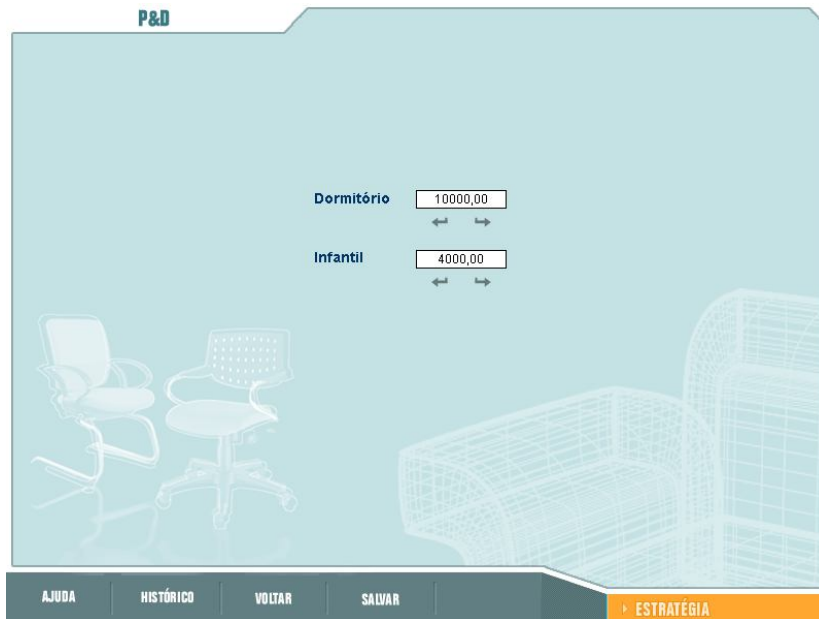 P&D
Dormitório 10000,00
Infantil 4000,00
AJUDA HISTÓRICO VOLTAR SALVAR
ESTRATÉGIA